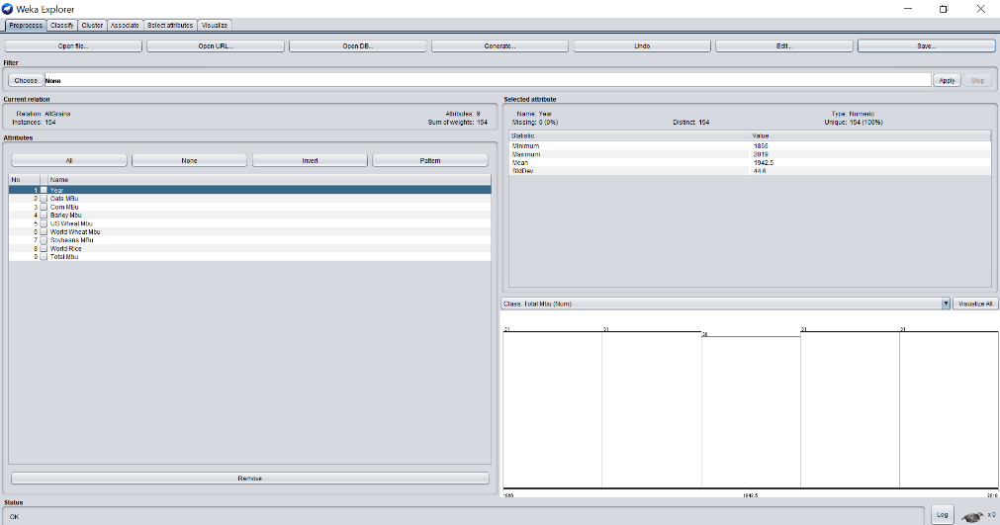 Weka Explorer
Preprocess Classify Cluster Associate Select attributes Visualize
Open file... Open URL... Open DB... Generate... Undo Edit... Save...
Filter
Choose None Apply Stop
Current relation
Relation: AllGrains Attributes: 9
Instances: 154 Sum of weights: 154
Attributes
All None Invert Pattern
No. Name
1 Year
2 Oats MBu
3 Corn MBu
4 Barley Mbu
5 US Wheat Mbu
6 World Wheat Mbu
7 Soybeans MBu
8 World Rice
9 Total Mbu
Remove
Selected attribute
Name: Year Type: Numeric
Missing: 0 (0%) Distinct: 154 Unique: 154 (100%)
Statistic Value
Minimum 1866
Maximum 2019
Mean 1942.5
StdDev 44.6
Class: Total Mbu (Num) Visualize All
31 31 30 31 31
1866 1942.5 2019
Status
OK Log x 0